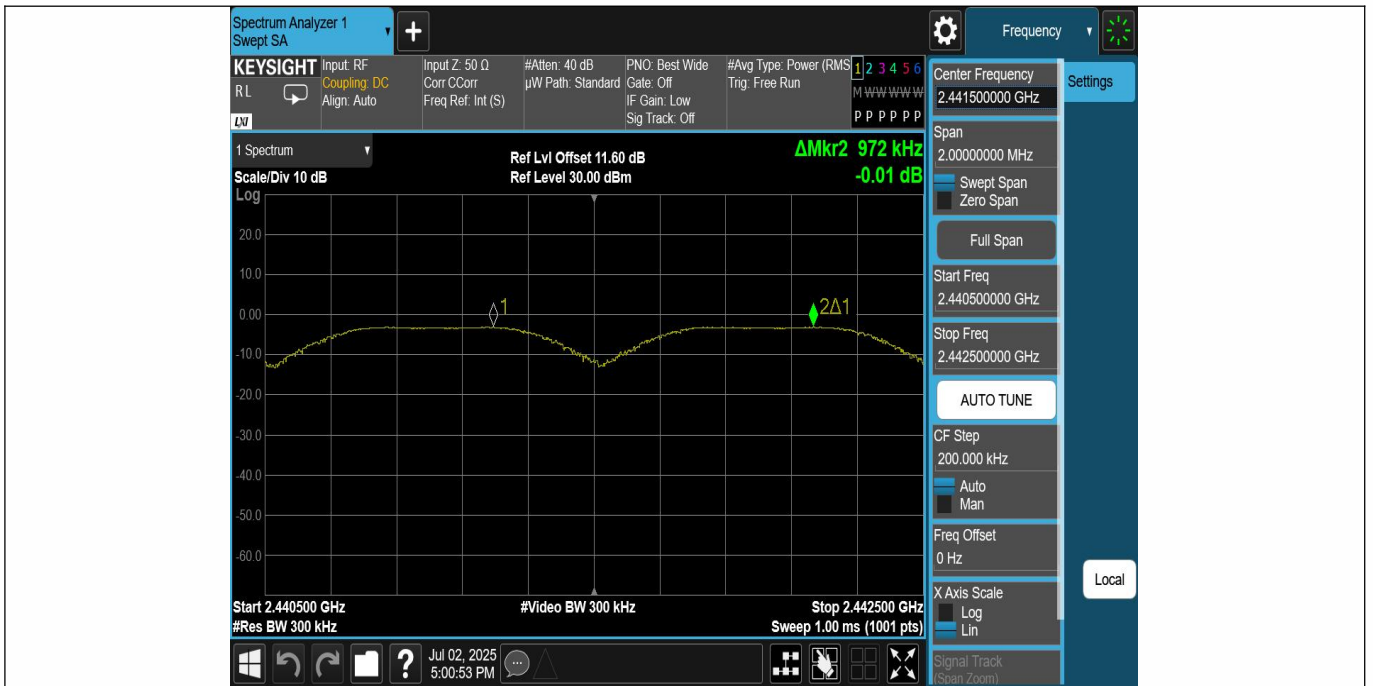 Spectrum Analyzer 1
Swept SA
+
Frequency
KEYSIGHT
RL
LXI
Input: RF
Coupling: DC
Align: Auto
Input Z: 50 Ω
Corr CCorr
Freq Ref: Int (S)
#Atten: 40 dB
µW Path: Standard
PNO: Best Wide
Gate: Off
IF Gain: Low
Sig Track: Off
#Avg Type: Power (RMS
Trig: Free Run
1 2 3 4 5 6
M W W W W W
P P P P P P
Center Frequency
2.441500000 GHz
Settings
Span
2.00000000 MHz
Swept Span
Zero Span
Full Span
Start Freq
2.440500000 GHz
Stop Freq
2.442500000 GHz
AUTO TUNE
CF Step
200.000 kHz
Auto
Man
Freq Offset
0 Hz
X Axis Scale
Log
Lin
Signal Track
(Span Zoom)
Local
1 Spectrum
Scale/Div 10 dB
Log
Ref Lvl Offset 11.60 dB
Ref Level 30.00 dBm
ΔMkr2 972 kHz
-0.01 dB
20.0
10.0
0.00
-10.0
-20.0
-30.0
-40.0
-50.0
-60.0
1
2Δ1
Start 2.440500 GHz
#Res BW 300 kHz
#Video BW 300 kHz
Stop 2.442500 GHz
Sweep 1.00 ms (1001 pts)
?
Jul 02, 2025
5:00:53 PM